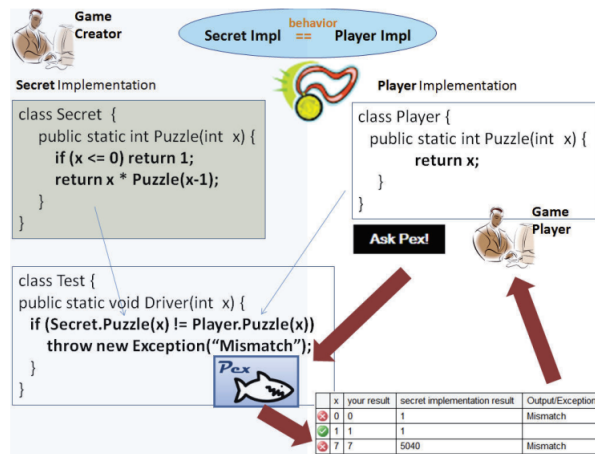 Game
Creator
behavior
Secret Impl == Player Impl
Secret Implementation
class Secret {
public static int Puzzle(int x) {
if (x <= 0) return 1;
return x * Puzzle(x-1);
}
}
Player Implementation
class Player {
public static int Puzzle(int x) {
return x;
}
}
Ask Pex!
Game
Player
class Test {
public static void Driver(int x) {
if (Secret.Puzzle(x) != Player.Puzzle(x))
throw new Exception(“Mismatch”);
}
}
Pex
x your result secret implementation result Output/Exception
0 0 1 Mismatch
1 1 1
7 7 5040 Mismatch